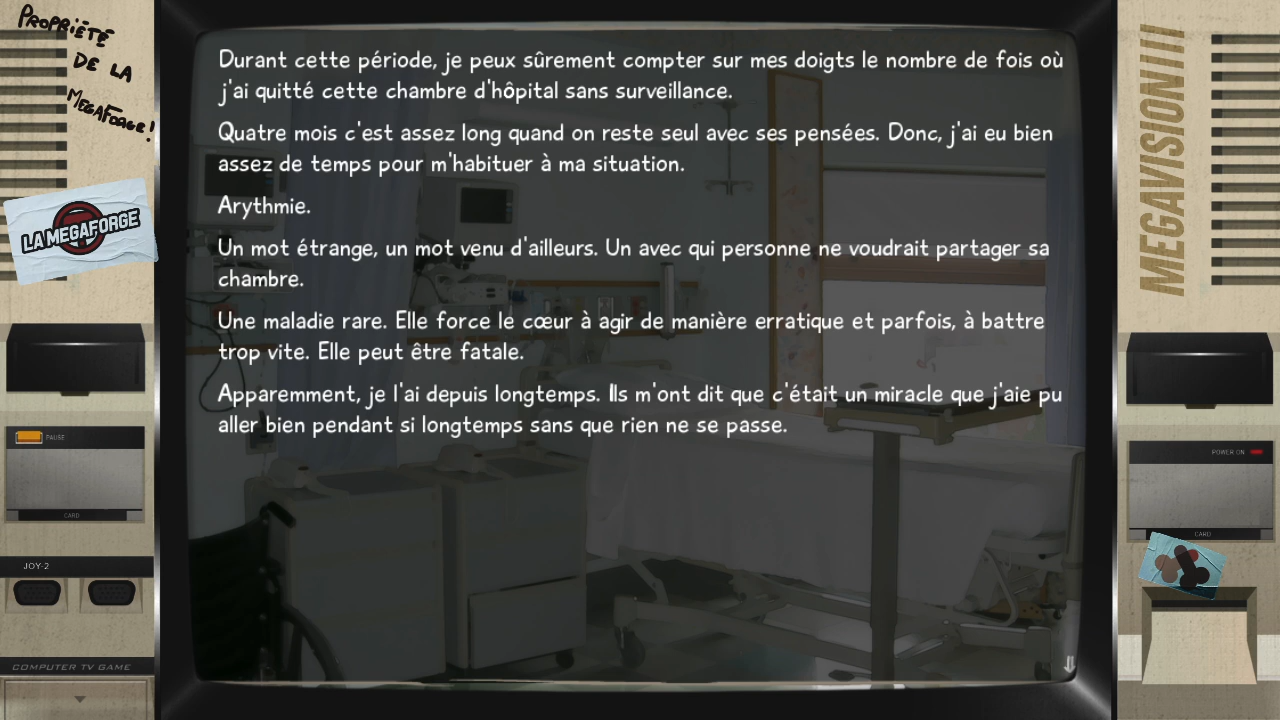 PROPRIÉTÉ
DE LA
MEGAFORGE!
LA MEGAFORGE
PAUSE
CARD
JOY-2
COMPUTER TV GAME
Durant cette période, je peux sûrement compter sur mes doigts le nombre de fois où
j'ai quitté cette chambre d'hôpital sans surveillance.
Quatre mois c'est assez long quand on reste seul avec ses pensées. Donc, j'ai eu bien
assez de temps pour m'habituer à ma situation.
Arythmie.
Un mot étrange, un mot venu d'ailleurs. Un avec qui personne ne voudrait partager sa
chambre.
Une maladie rare. Elle force le cœur à agir de manière erratique et parfois, à battre
trop vite. Elle peut être fatale.
Apparemment, je l'ai depuis longtemps. Ils m'ont dit que c'était un miracle que j'aie pu
aller bien pendant si longtemps sans que rien ne se passe.
MEGAVISION III
POWER ON
CARD